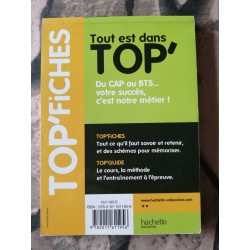 TOP'FiCHES
Tout est dans
TOP'
Du CAP au BTS...
votre succès,
c'est notre métier !
TOP'FICHES
Tout ce qu'il faut savoir et retenir,
et des schémas pour mémoriser.
TOP'GUIDE
Le cours, la méthode
et l'entraînement à l'épreuve.
www.hachette-education.com
hachette